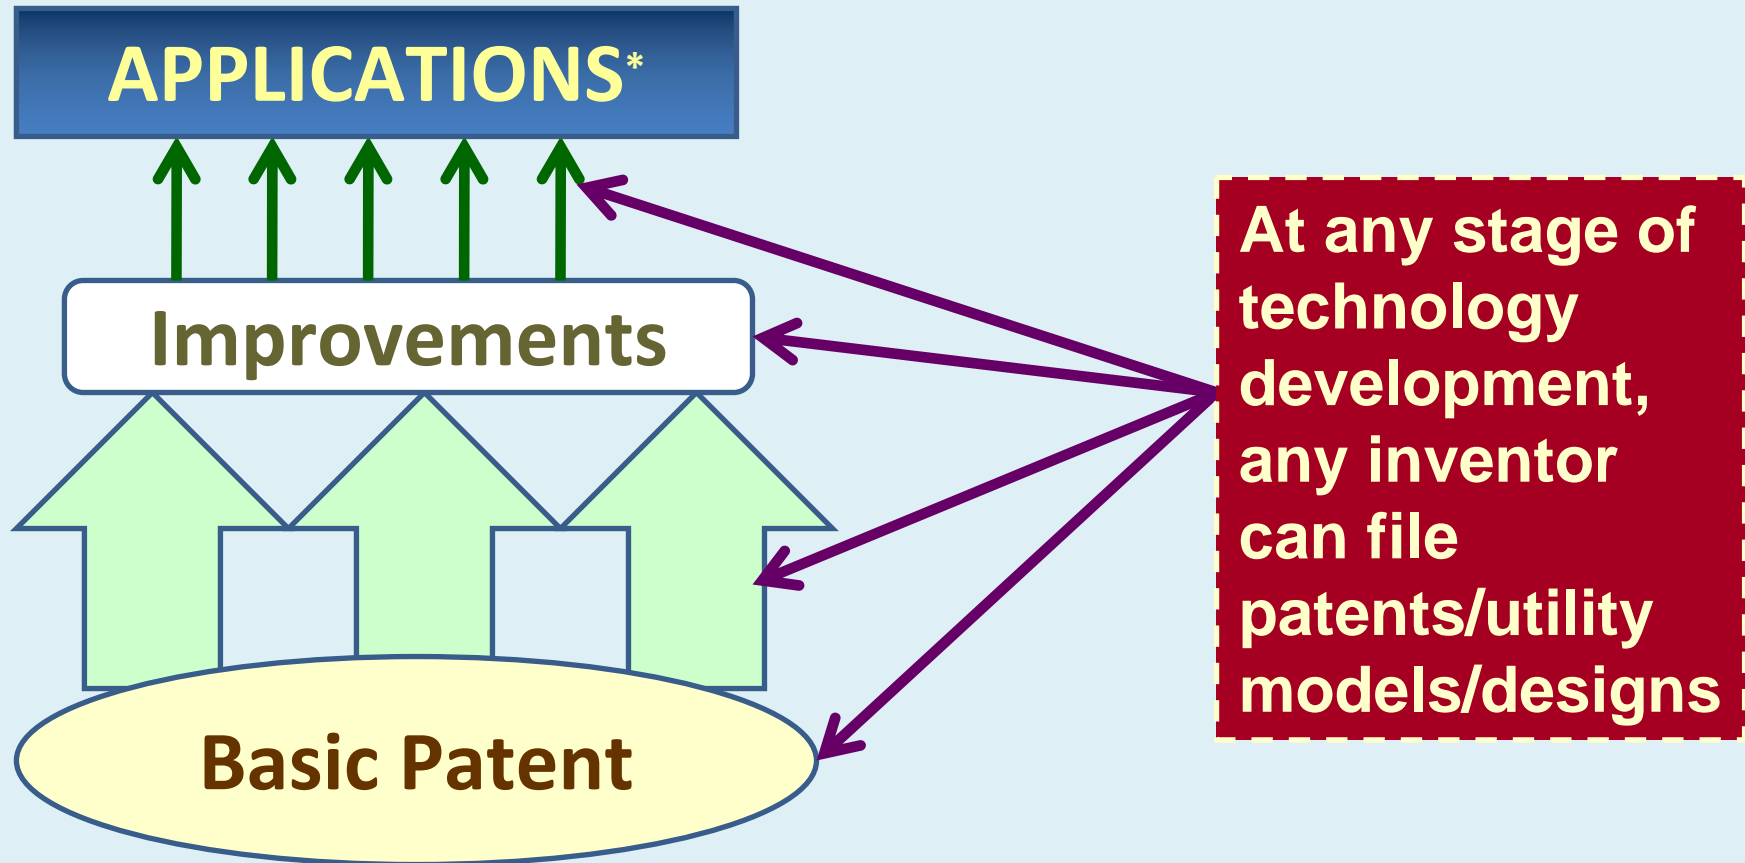 APPLICATIONS*
Improvements
Basic Patent
At any stage of
technology
development,
any inventor
can file
patents/utility
models/designs